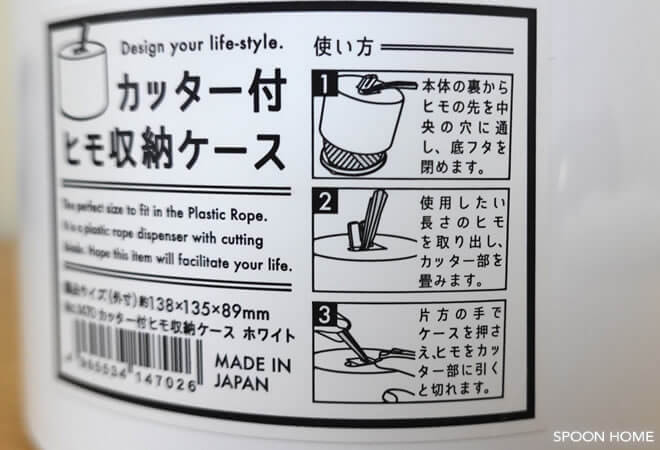 Design your life-style.
カッター付
ヒモ収納ケース
The perfect size to fit in the Plastic Rope.
It is a plastic rope dispenser with cutting
Hope this item will facilitate your life.
製品サイズ(外寸)約138×135×89mm
カッター付ヒモ収納ケース ホワイト
147026
MADE IN
JAPAN
使い方
1
本体の裏から
ヒモの先を中
央の穴に通
し、底フタを
閉めます。
2
使用したい
長さのヒモ
を取り出し、
カッター部を
畳みます。
3
片方の手で
ケースを押さ
え、ヒモをカッ
ター部に引く
と切れます。
SPOON HOME